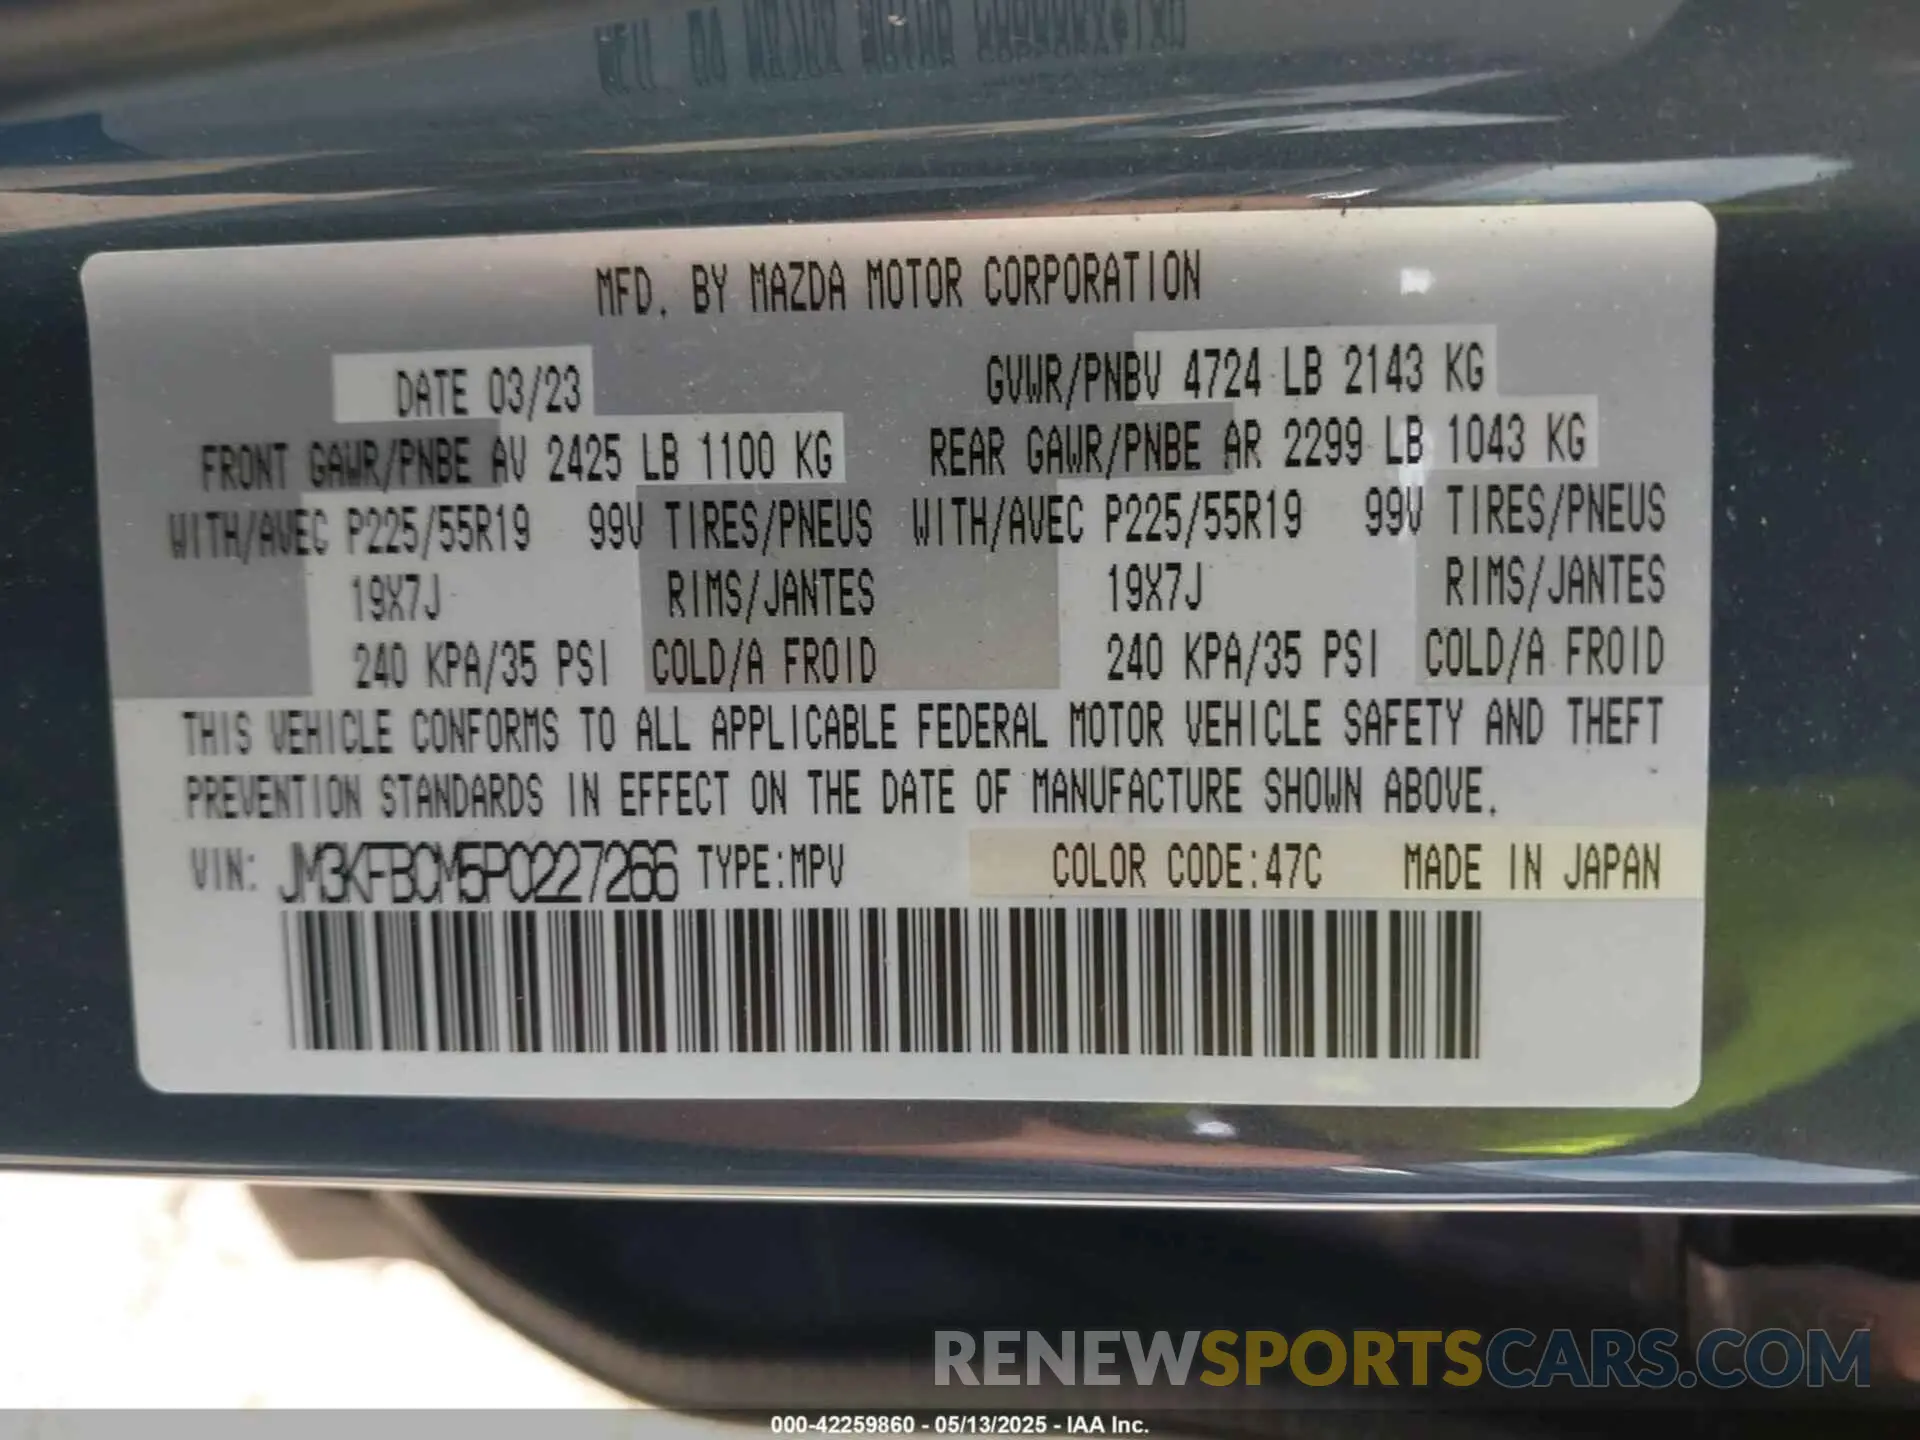 MFD. BY MAZDA MOTOR CORPORATION
DATE 03/23 GVWR/PNBV 4724 LB 2143 KG
FRONT GAWR/PNBE AV 2425 LB 1100 KG REAR GAWR/PNBE AR 2299 LB 1043 KG
WITH/AVEC P225/55R19 99V TIRES/PNEUS WITH/AVEC P225/55R19 99V TIRES/PNEUS
19X7J RIMS/JANTES 19X7J RIMS/JANTES
240 KPA/35 PSI COLD/A FROID 240 KPA/35 PSI COLD/A FROID
THIS VEHICLE CONFORMS TO ALL APPLICABLE FEDERAL MOTOR VEHICLE SAFETY AND THEFT
PREVENTION STANDARDS IN EFFECT ON THE DATE OF MANUFACTURE SHOWN ABOVE.
VIN: JM3KFBCM5P0227266 TYPE:MPV COLOR CODE:47C MADE IN JAPAN
RENEWSPORTSCARS.COM
000-42259860 - 05/13/2025 - IAA Inc.